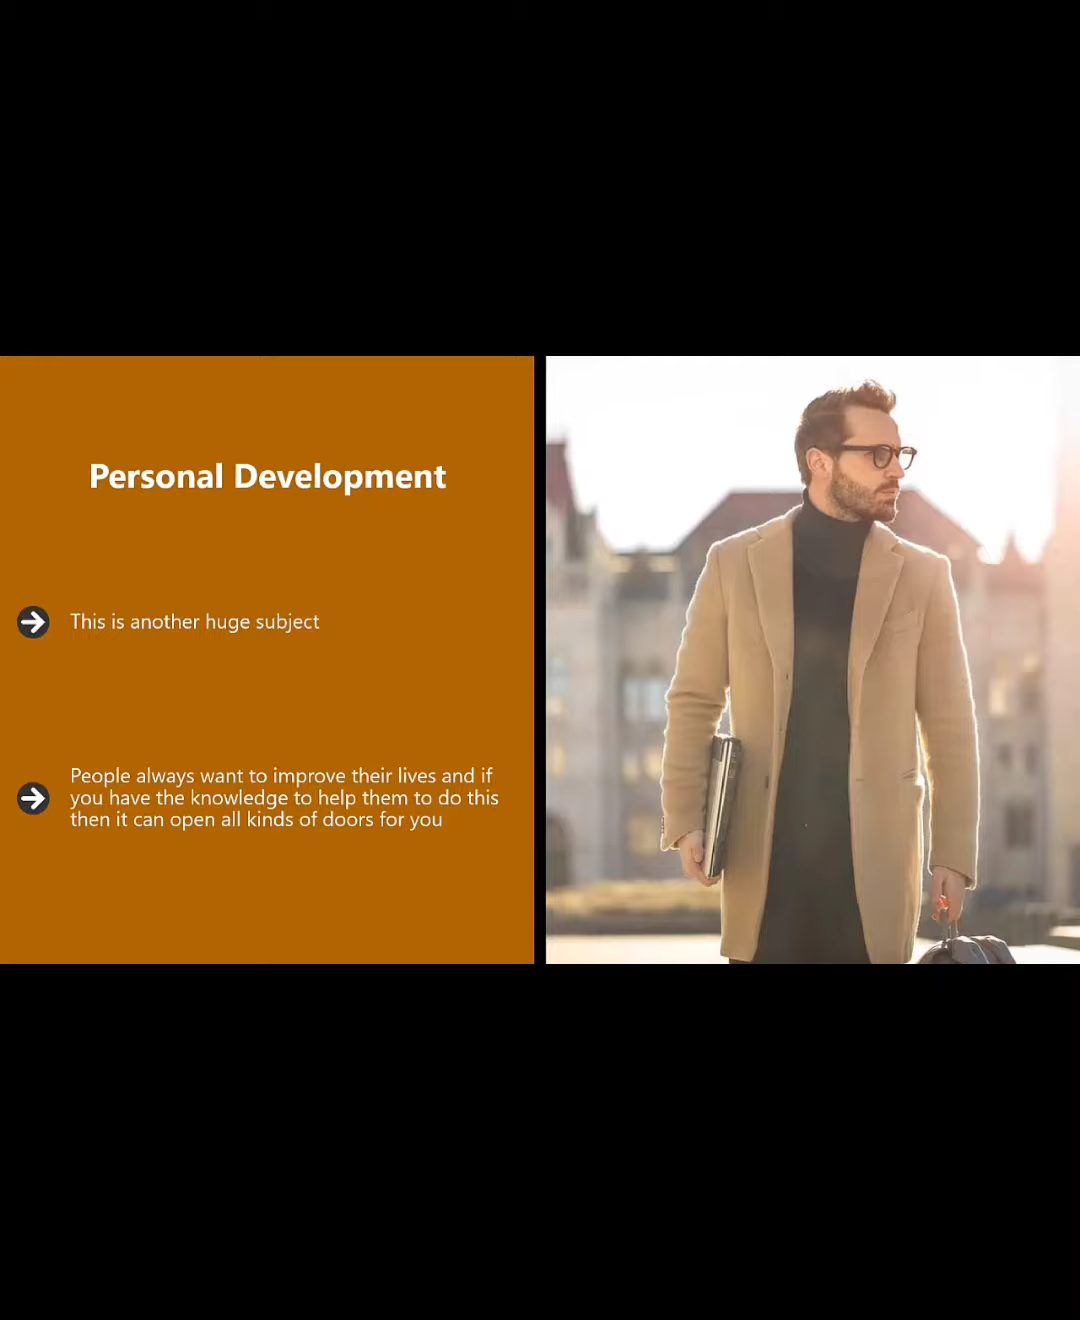 Personal Development
This is another huge subject
People always want to improve their lives and if
you have the knowledge to help them to do this
then it can open all kinds of doors for you